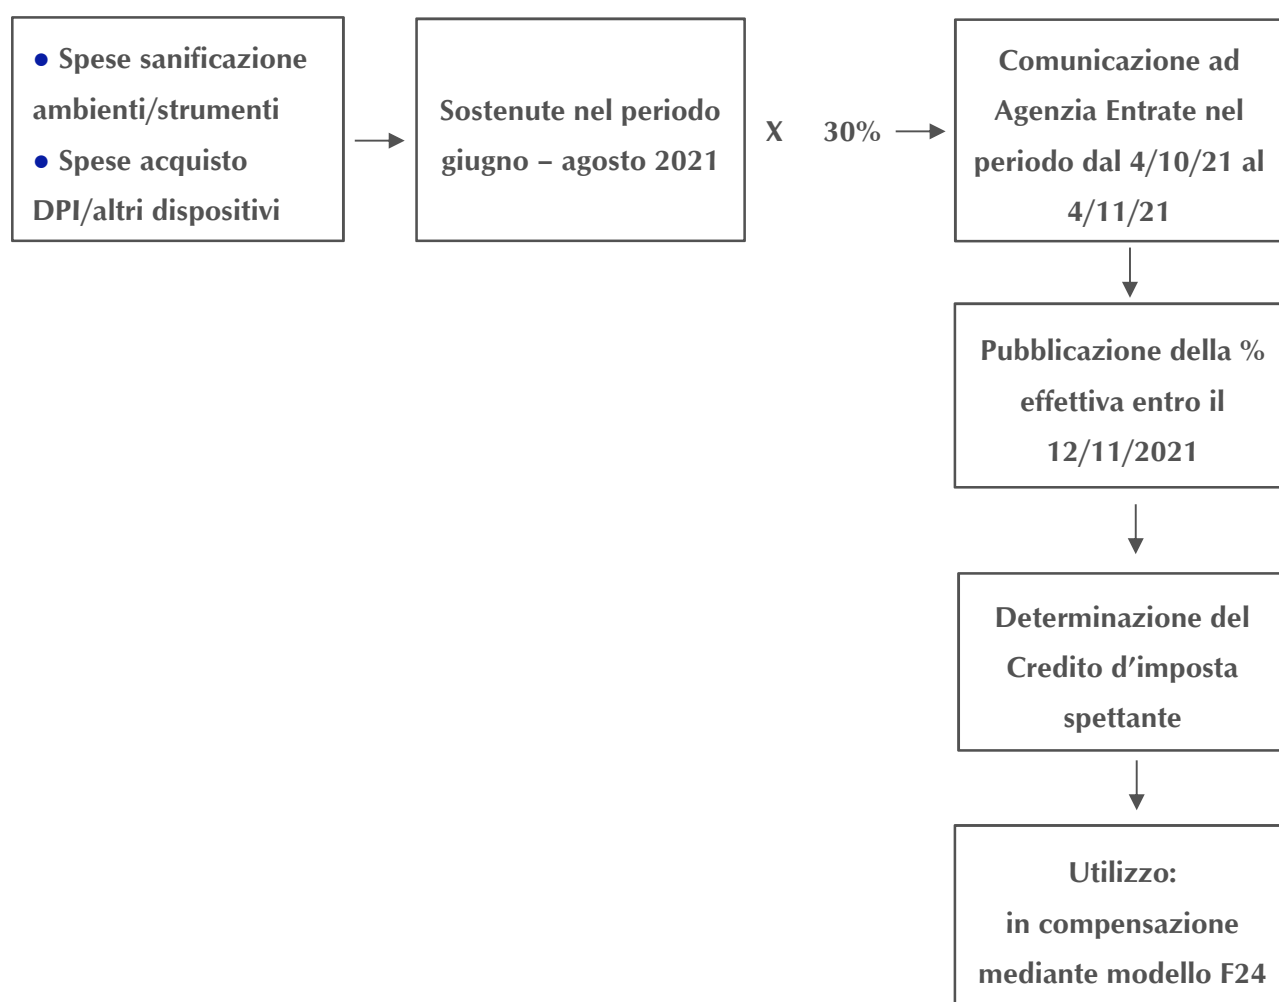 ● Spese sanificazione
ambienti/strumenti
● Spese acquisto
DPI/altri dispositivi
Sostenute nel periodo
giugno – agosto 2021
X 30%
Comunicazione ad
Agenzia Entrate nel
periodo dal 4/10/21 al
4/11/21
Pubblicazione della %
effettiva entro il
12/11/2021
Determinazione del
Credito d’imposta
spettante
Utilizzo:
in compensazione
mediante modello F24